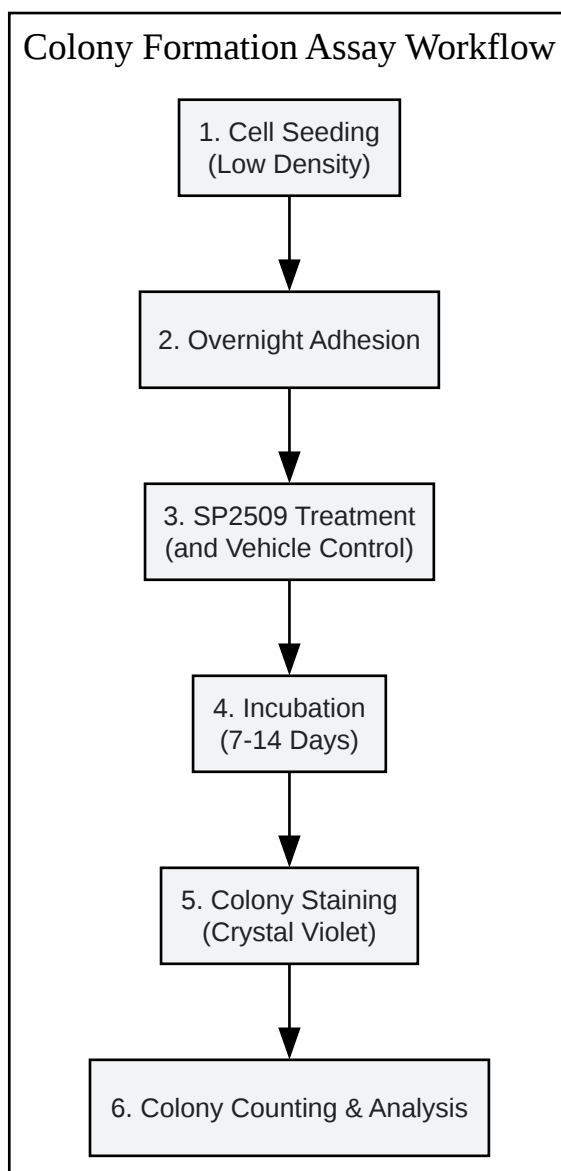 Colony Formation Assay Workflow
1. Cell Seeding
(Low Density)
2. Overnight Adhesion
3. SP2509 Treatment
(and Vehicle Control)
4. Incubation
(7-14 Days)
5. Colony Staining
(Crystal Violet)
6. Colony Counting & Analysis